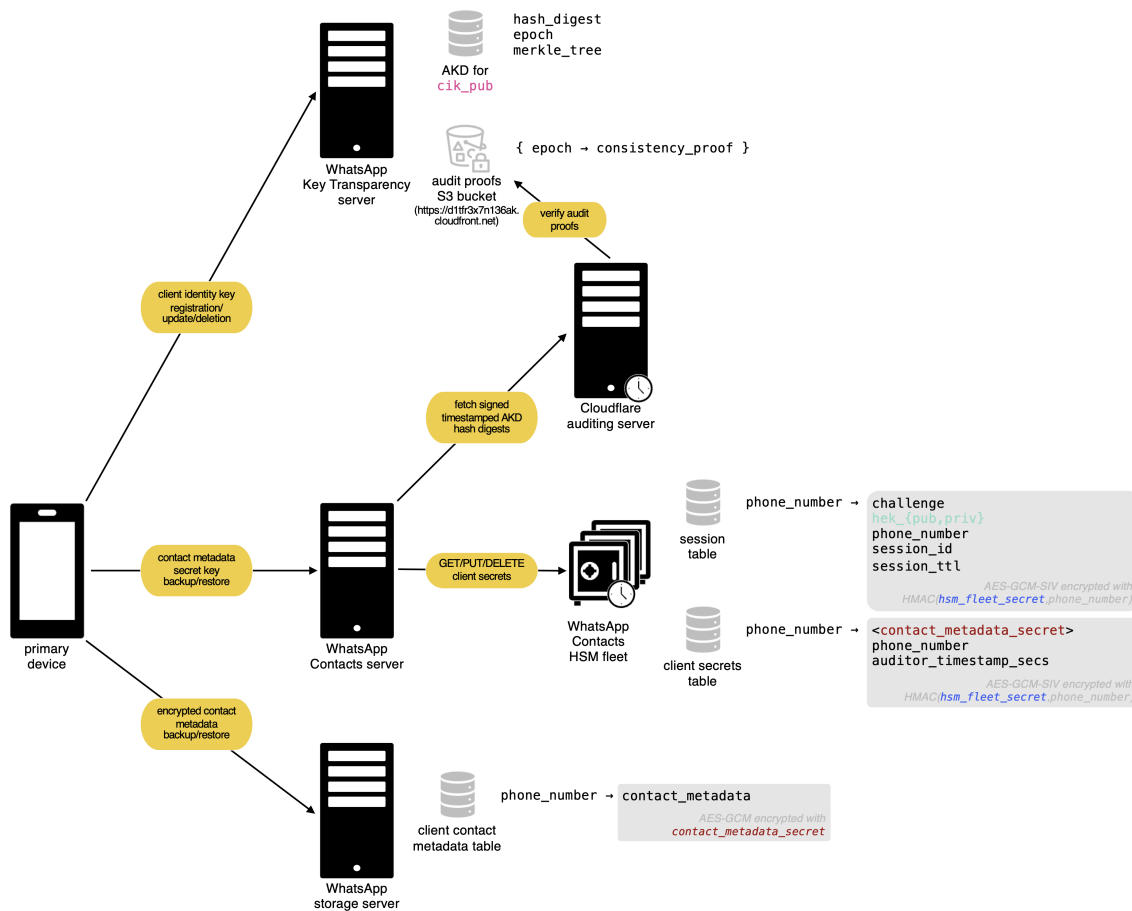 hash_digest
epoch
merkle_tree
AKD for
cik_pub
WhatsApp
Key Transparency
server
{ epoch → consistency_proof }
audit proofs
S3 bucket
(https://d1tfr3x7n136ak.
cloudfront.net)
verify audit
proofs
client identity key
registration/
update/deletion
Cloudflare
auditing server
fetch signed
timestamped AKD
hash digests
session
table
phone_number →
challenge
hek_{pub,priv}
phone_number
session_id
session_ttl
AES-GCM-SIV encrypted with
HMAC(hsm_fleet_secret,phone_number)
contact metadata
secret key
backup/restore
GET/PUT/DELETE
client secrets
primary
device
WhatsApp
Contacts server
WhatsApp
Contacts
HSM fleet
client secrets
table
phone_number →
<contact_metadata_secret>
phone_number
auditor_timestamp_secs
AES-GCM-SIV encrypted with
HMAC(hsm_fleet_secret,phone_number)
encrypted contact
metadata
backup/restore
WhatsApp
storage server
client contact
metadata table
phone_number → contact_metadata
AES-GCM encrypted with
contact_metadata_secret